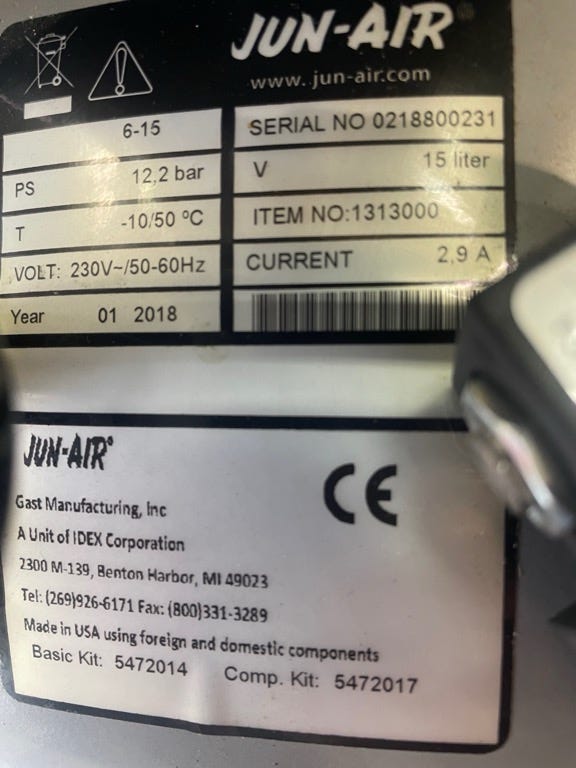 JUN-AIR®
www.jun-air.com
6-15
SERIAL NO 0218800231
PS 12,2 bar
V 15 liter
T -10/50 ºC
ITEM NO:1313000
VOLT: 230V~/50-60Hz
CURRENT 2,9 A
Year 01 2018
JUN-AIR®
CE
Gast Manufacturing, Inc
A Unit of IDEX Corporation
2300 M-139, Benton Harbor, MI 49023
Tel: (269)926-6171 Fax: (800)331-3289
Made in USA using foreign and domestic components
Basic Kit: 5472014 Comp. Kit: 5472017